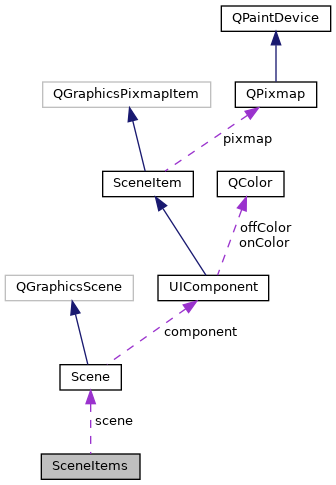 QPaintDevice
QGraphicsPixmapItem
QPixmap
pixmap
SceneItem
QColor
offColor
onColor
QGraphicsScene
UIComponent
component
Scene
scene
SceneItems